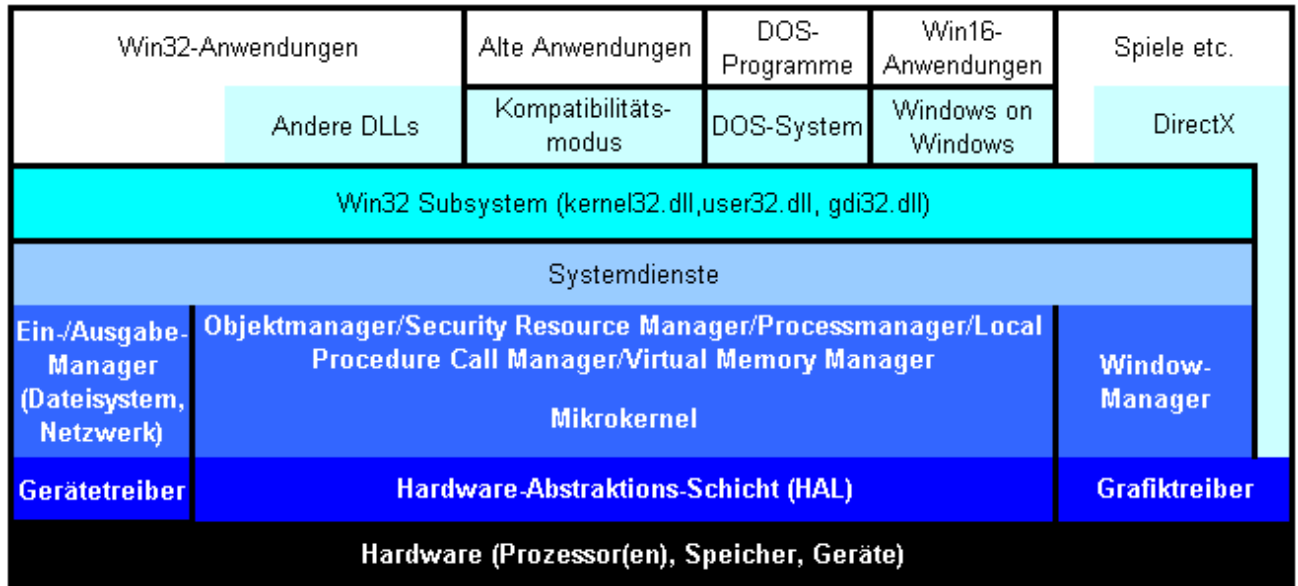 Win32-Anwendungen
Alte Anwendungen
DOS-
Programme
Win16-
Anwendungen
Spiele etc.
Andere DLLs
Kompatibilitäts-
modus
DOS-System
Windows on
Windows
DirectX
Win32 Subsystem (kernel32.dll,user32.dll, gdi32.dll)
Systemdienste
Ein-/Ausgabe-
Manager
(Dateisystem,
Netzwerk)
Objektmanager/Security Resource Manager/Processmanager/Local
Procedure Call Manager/Virtual Memory Manager
Mikrokernel
Window-
Manager
Gerätetreiber
Hardware-Abstraktions-Schicht (HAL)
Grafiktreiber
Hardware (Prozessor(en), Speicher, Geräte)